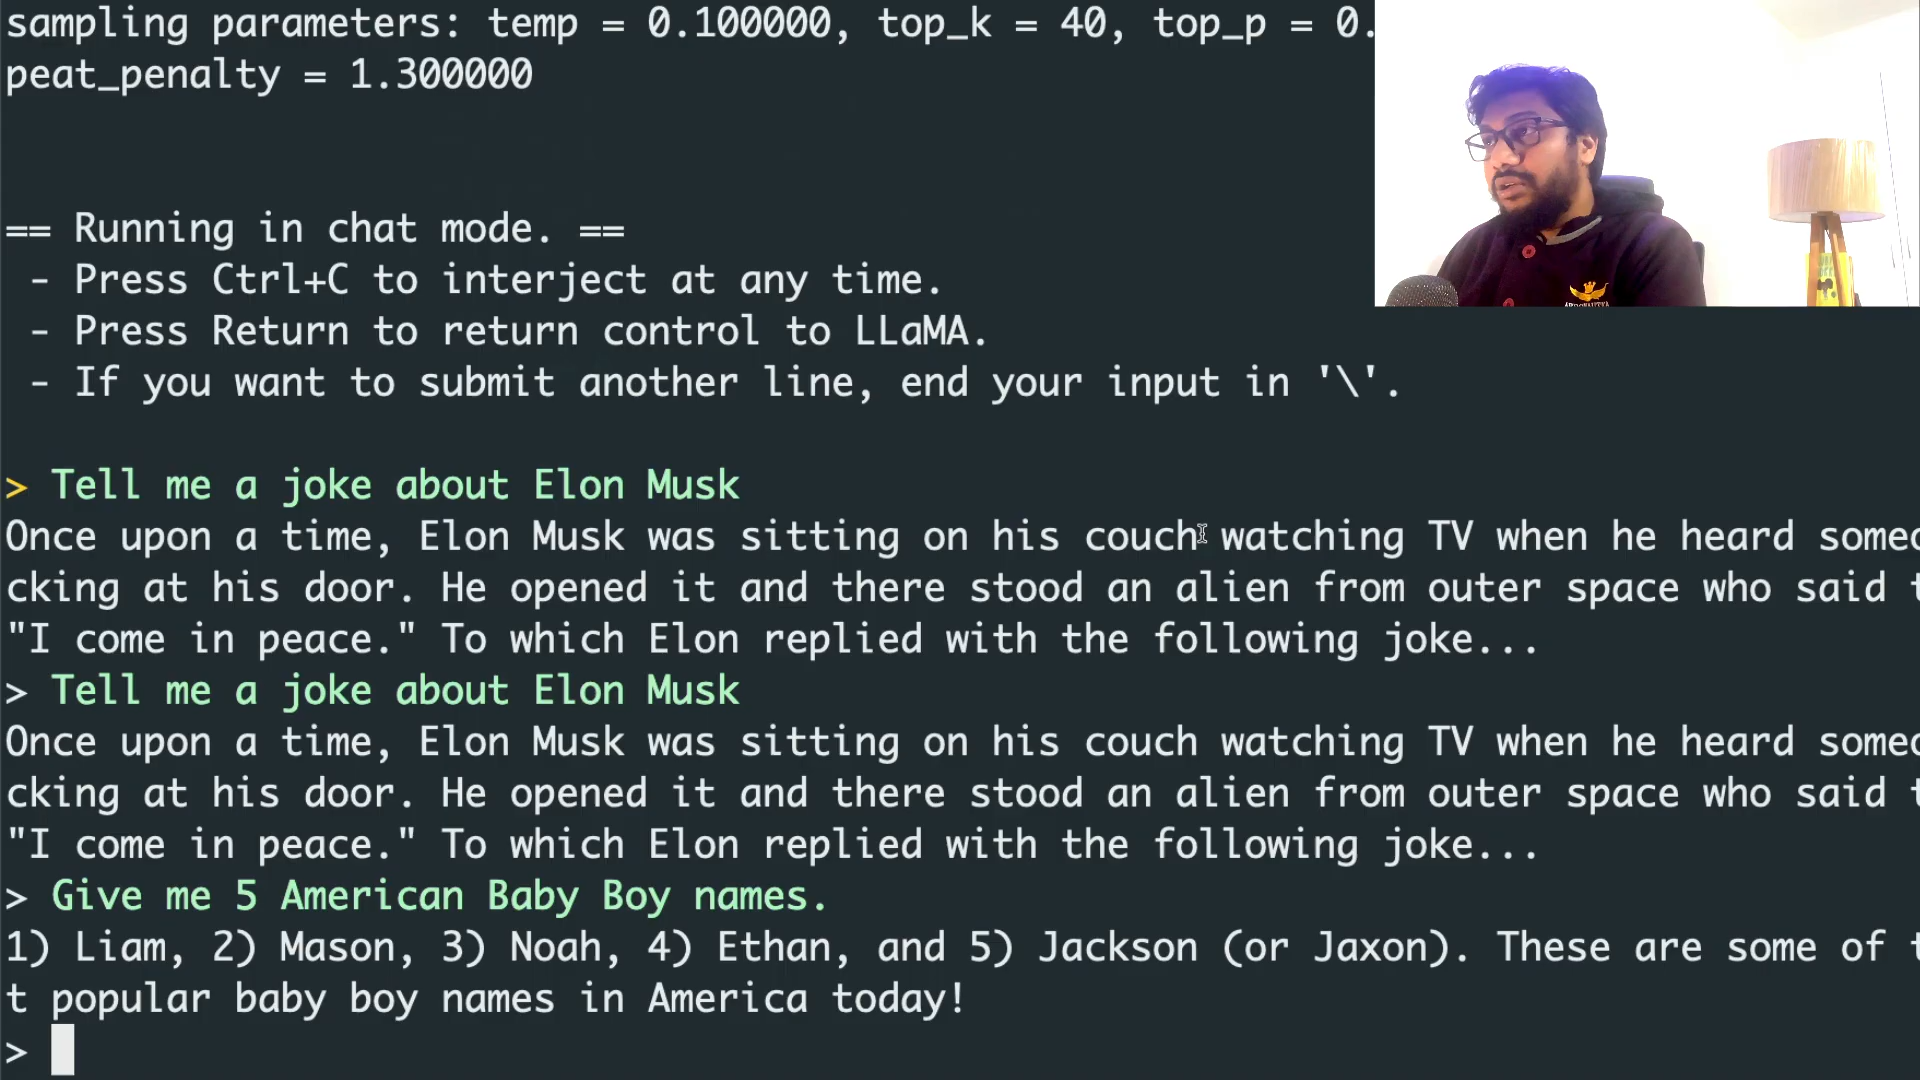 sampling parameters: temp = 0.100000, top_k = 40, top_p = 0.
peat_penalty = 1.300000
== Running in chat mode. ==
- Press Ctrl+C to interject at any time.
- Press Return to return control to LLaMA.
- If you want to submit another line, end your input in '\'.
> Tell me a joke about Elon Musk
Once upon a time, Elon Musk was sitting on his couch watching TV when he heard someo
cking at his door. He opened it and there stood an alien from outer space who said t
"I come in peace." To which Elon replied with the following joke...
> Tell me a joke about Elon Musk
Once upon a time, Elon Musk was sitting on his couch watching TV when he heard someo
cking at his door. He opened it and there stood an alien from outer space who said t
"I come in peace." To which Elon replied with the following joke...
> Give me 5 American Baby Boy names.
1) Liam, 2) Mason, 3) Noah, 4) Ethan, and 5) Jackson (or Jaxon). These are some of t
t popular baby boy names in America today!
>